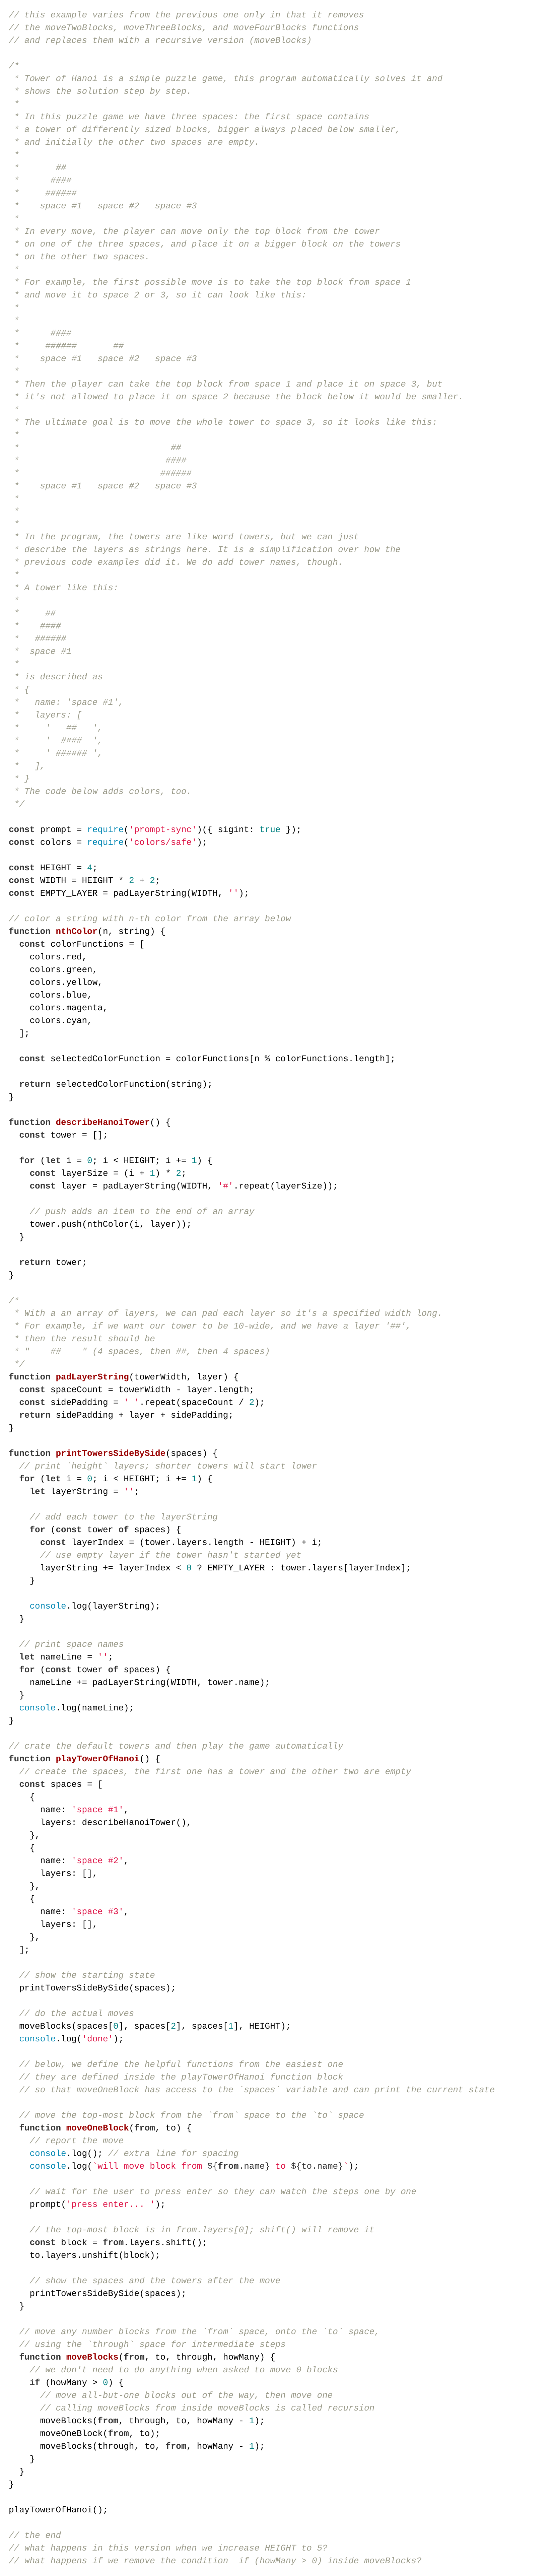 // this example varies from the previous one only in that it removes
// the moveTwoBlocks, moveThreeBlocks, and moveFourBlocks functions
// and replaces them with a recursive version (moveBlocks)

/*
 * Tower of Hanoi is a simple puzzle game, this program automatically solves it and
 * shows the solution step by step.
 *
 * In this puzzle game we have three spaces: the first space contains
 * a tower of differently sized blocks, bigger always placed below smaller,
 * and initially the other two spaces are empty.
 *
 *       ##
 *      ####
 *     ######
 *    space #1   space #2   space #3
 *
 * In every move, the player can move only the top block from the tower
 * on one of the three spaces, and place it on a bigger block on the towers
 * on the other two spaces.
 *
 * For example, the first possible move is to take the top block from space 1
 * and move it to space 2 or 3, so it can look like this:
 *
 *
 *      ####
 *     ######       ##
 *    space #1   space #2   space #3
 *
 * Then the player can take the top block from space 1 and place it on space 3, but
 * it's not allowed to place it on space 2 because the block below it would be smaller.
 *
 * The ultimate goal is to move the whole tower to space 3, so it looks like this:
 *
 *                             ##
 *                            ####
 *                           ######
 *    space #1   space #2   space #3
 *
 *
 *
 * In the program, the towers are like word towers, but we can just
 * describe the layers as strings here. It is a simplification over how the
 * previous code examples did it. We do add tower names, though.
 *
 * A tower like this:
 *
 *     ##
 *    ####
 *   ######
 *  space #1
 *
 * is described as
 * {
 *   name: 'space #1',
 *   layers: [
 *     '   ##   ',
 *     '  ####  ',
 *     ' ###### ',
 *   ],
 * }
 * The code below adds colors, too.
 */

const prompt = require('prompt-sync')({ sigint: true });
const colors = require('colors/safe');

const HEIGHT = 4;
const WIDTH = HEIGHT * 2 + 2;
const EMPTY_LAYER = padLayerString(WIDTH, '');

// color a string with n-th color from the array below
function nthColor(n, string) {
  const colorFunctions = [
    colors.red,
    colors.green,
    colors.yellow,
    colors.blue,
    colors.magenta,
    colors.cyan,
  ];

  const selectedColorFunction = colorFunctions[n % colorFunctions.length];

  return selectedColorFunction(string);
}

function describeHanoiTower() {
  const tower = [];

  for (let i = 0; i < HEIGHT; i += 1) {
    const layerSize = (i + 1) * 2;
    const layer = padLayerString(WIDTH, '#'.repeat(layerSize));

    // push adds an item to the end of an array
    tower.push(nthColor(i, layer));
  }

  return tower;
}

/*
 * With a an array of layers, we can pad each layer so it's a specified width long.
 * For example, if we want our tower to be 10-wide, and we have a layer '##',
 * then the result should be
 * "    ##    " (4 spaces, then ##, then 4 spaces)
 */
function padLayerString(towerWidth, layer) {
  const spaceCount = towerWidth - layer.length;
  const sidePadding = ' '.repeat(spaceCount / 2);
  return sidePadding + layer + sidePadding;
}

function printTowersSideBySide(spaces) {
  // print `height` layers; shorter towers will start lower
  for (let i = 0; i < HEIGHT; i += 1) {
    let layerString = '';

    // add each tower to the layerString
    for (const tower of spaces) {
      const layerIndex = (tower.layers.length - HEIGHT) + i;
      // use empty layer if the tower hasn't started yet
      layerString += layerIndex < 0 ? EMPTY_LAYER : tower.layers[layerIndex];
    }

    console.log(layerString);
  }

  // print space names
  let nameLine = '';
  for (const tower of spaces) {
    nameLine += padLayerString(WIDTH, tower.name);
  }
  console.log(nameLine);
}

// crate the default towers and then play the game automatically
function playTowerOfHanoi() {
  // create the spaces, the first one has a tower and the other two are empty
  const spaces = [
    {
      name: 'space #1',
      layers: describeHanoiTower(),
    },
    {
      name: 'space #2',
      layers: [],
    },
    {
      name: 'space #3',
      layers: [],
    },
  ];

  // show the starting state
  printTowersSideBySide(spaces);

  // do the actual moves
  moveBlocks(spaces[0], spaces[2], spaces[1], HEIGHT);
  console.log('done');

  // below, we define the helpful functions from the easiest one
  // they are defined inside the playTowerOfHanoi function block
  // so that moveOneBlock has access to the `spaces` variable and can print the current state

  // move the top-most block from the `from` space to the `to` space
  function moveOneBlock(from, to) {
    // report the move
    console.log(); // extra line for spacing
    console.log(`will move block from ${from.name} to ${to.name}`);

    // wait for the user to press enter so they can watch the steps one by one
    prompt('press enter... ');

    // the top-most block is in from.layers[0]; shift() will remove it
    const block = from.layers.shift();
    to.layers.unshift(block);

    // show the spaces and the towers after the move
    printTowersSideBySide(spaces);
  }

  // move any number blocks from the `from` space, onto the `to` space,
  // using the `through` space for intermediate steps
  function moveBlocks(from, to, through, howMany) {
    // we don't need to do anything when asked to move 0 blocks
    if (howMany > 0) {
      // move all-but-one blocks out of the way, then move one
      // calling moveBlocks from inside moveBlocks is called recursion
      moveBlocks(from, through, to, howMany - 1);
      moveOneBlock(from, to);
      moveBlocks(through, to, from, howMany - 1);
    }
  }
}

playTowerOfHanoi();

// the end
// what happens in this version when we increase HEIGHT to 5?
// what happens if we remove the condition  if (howMany > 0) inside moveBlocks?